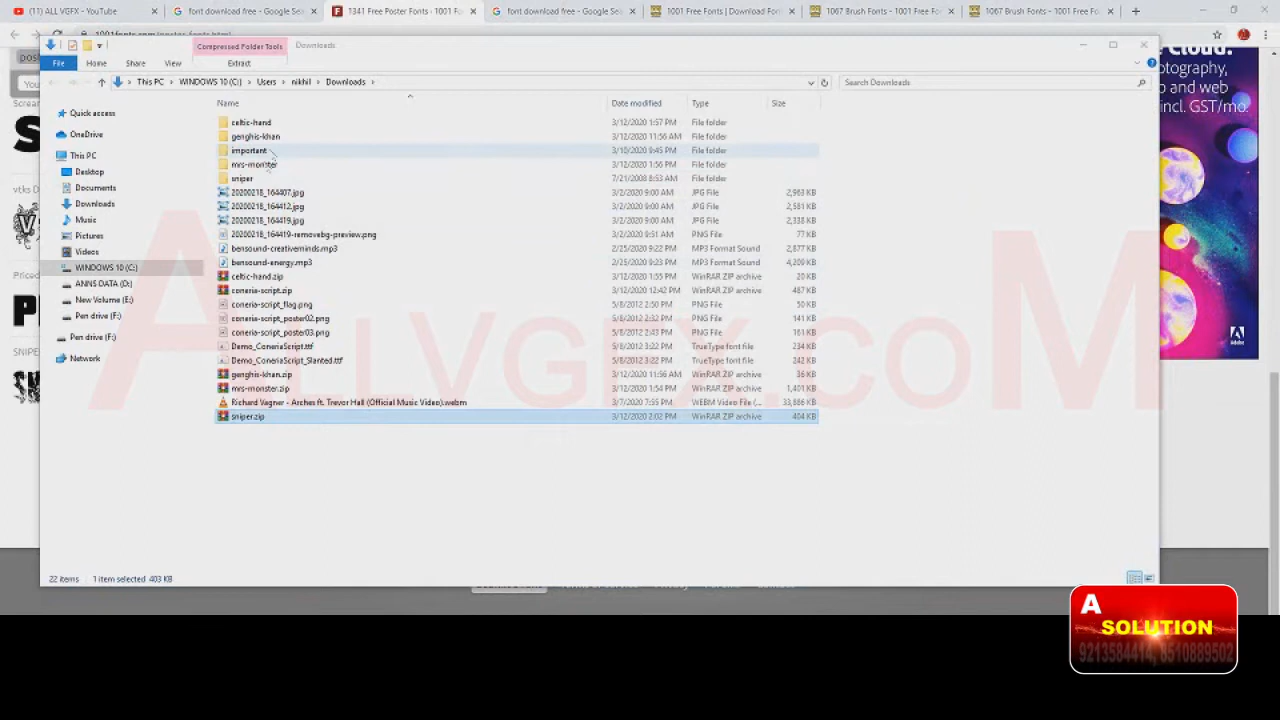 (11) ALL VGFX - YouTube
font download free - Google Sea
1341 Free Poster Fonts · 1001 Fo
font download free - Google Sea
1001 Free Fonts | Download Fon
1067 Brush Fonts - 1001 Free Fo
1067 Brush Fonts - 1001 Free Fo
Compressed Folder Tools
Downloads
File
Home
Share
View
Extract
This PC
WINDOWS 10 (C:)
Users
nikhil
Downloads
Search Downloads
Name
Date modified
Type
Size
Quick access
OneDrive
This PC
Desktop
Documents
Downloads
Music
Pictures
Videos
WINDOWS 10 (C:)
ANNS DATA (D:)
New Volume (E:)
Pen drive (F:)
Pen drive (F:)
Network
celtic-hand 3/12/2020 1:57 PM File folder
genghis-khan 3/12/2020 11:56 AM File folder
important 3/10/2020 9:45 PM File folder
mrs-monster 3/12/2020 1:56 PM File folder
sniper 7/21/2008 8:53 AM File folder
20200218_164407.jpg 3/2/2020 9:00 AM JPG File 2,963 KB
20200218_164412.jpg 3/2/2020 9:00 AM JPG File 2,581 KB
20200218_164419.jpg 3/2/2020 9:00 AM JPG File 2,338 KB
20200218_164419-removebg-preview.png 3/2/2020 9:51 AM PNG File 77 KB
bensound-creativeminds.mp3 2/25/2020 9:22 PM MP3 Format Sound 2,877 KB
bensound-energy.mp3 2/25/2020 9:23 PM MP3 Format Sound 4,209 KB
celtic-hand.zip 3/12/2020 1:55 PM WinRAR ZIP archive 20 KB
coneria-script.zip 3/12/2020 12:42 PM WinRAR ZIP archive 487 KB
coneria-script_flag.png 5/8/2012 2:50 PM PNG File 50 KB
coneria-script_poster02.png 5/8/2012 2:32 PM PNG File 141 KB
coneria-script_poster03.png 5/8/2012 2:43 PM PNG File 161 KB
Demo_ConeriaScript.ttf 5/8/2012 3:22 PM TrueType font file 234 KB
Demo_ConeriaScript_Slanted.ttf 5/8/2012 3:22 PM TrueType font file 242 KB
genghis-khan.zip 3/12/2020 11:56 AM WinRAR ZIP archive 36 KB
mrs-monster.zip 3/12/2020 1:54 PM WinRAR ZIP archive 1,401 KB
Richard Vagner - Arches ft. Trevor Hall (Official Music Video).webm 3/7/2020 7:55 PM WEBM Video File (... 33,886 KB
sniper.zip 3/12/2020 2:02 PM WinRAR ZIP archive 404 KB
22 items 1 item selected 403 KB
ALLVGFX.COM
Cloud.
otography,
o and web
incl. GST/mo.
Adobe
A
SOLUTION
9213584414, 8510889502